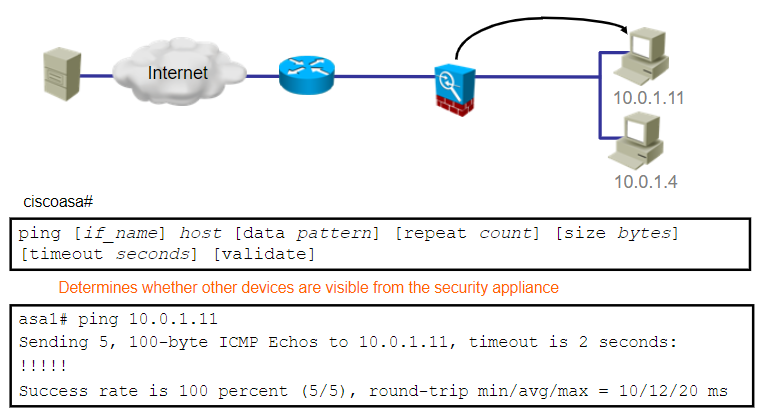 Internet
10.0.1.11
10.0.1.4
ciscoasa#
ping [if_name] host [data pattern] [repeat count] [size bytes]
[timeout seconds] [validate]
Determines whether other devices are visible from the security appliance
asa1# ping 10.0.1.11
Sending 5, 100-byte ICMP Echos to 10.0.1.11, timeout is 2 seconds:
!!!!!
Success rate is 100 percent (5/5), round-trip min/avg/max = 10/12/20 ms